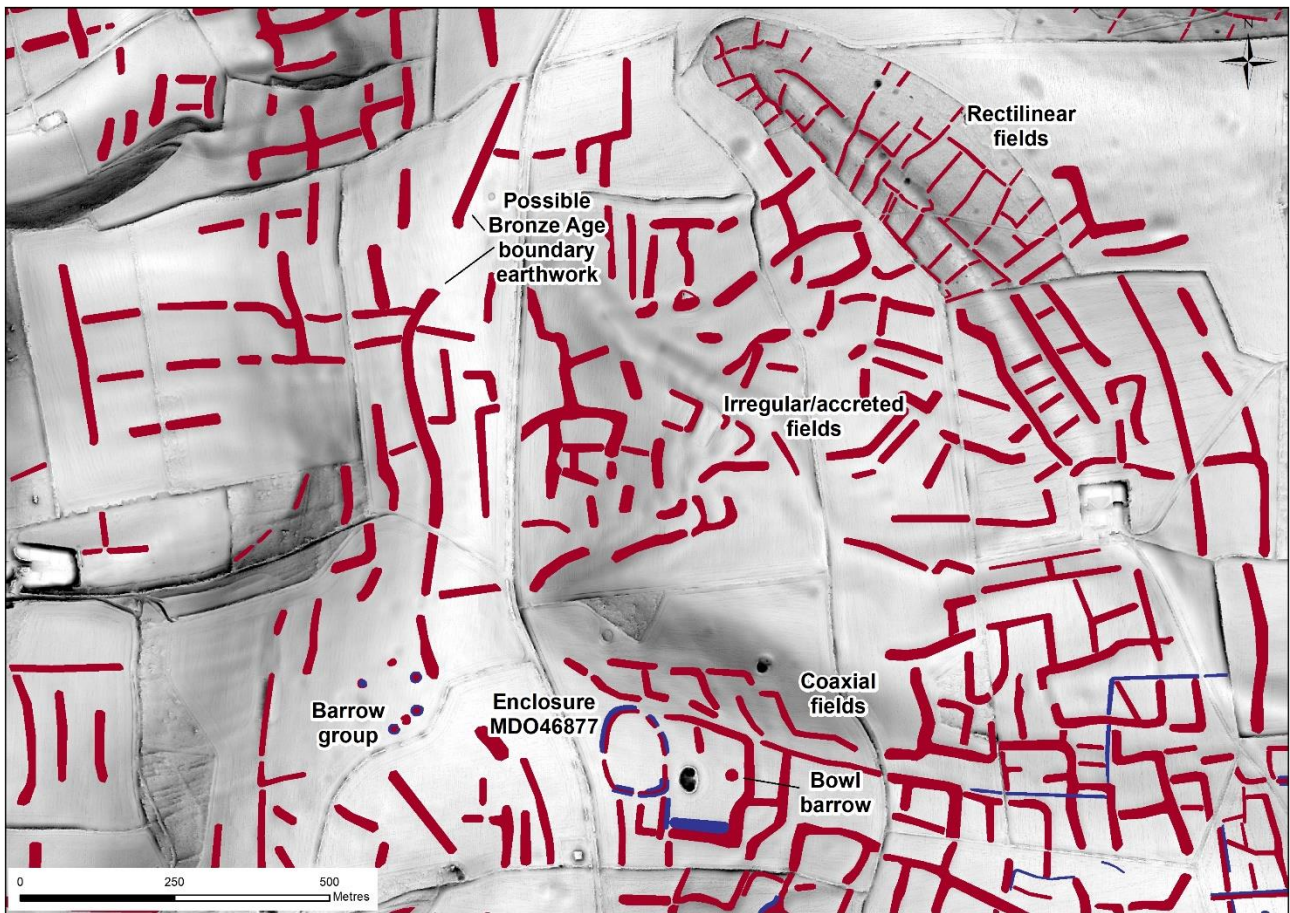 N
Rectilinear
fields
Possible
Bronze Age
boundary
earthwork
Irregular/accreted
fields
Coaxial
fields
Enclosure
MDO46877
Barrow
group
Bowl
barrow
0 250 500
Metres